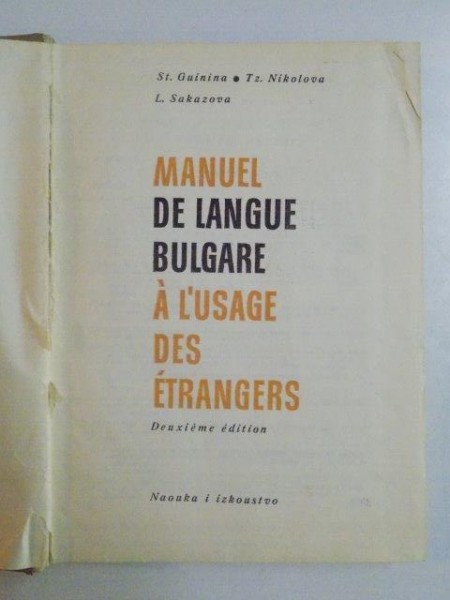 St. Guinina • Tz. Nikolova
L. Sakazova
MANUEL
DE LANGUE
BULGARE
À L'USAGE
DES
ÉTRANGERS
Deuxième édition
Naouka i izkoustvo